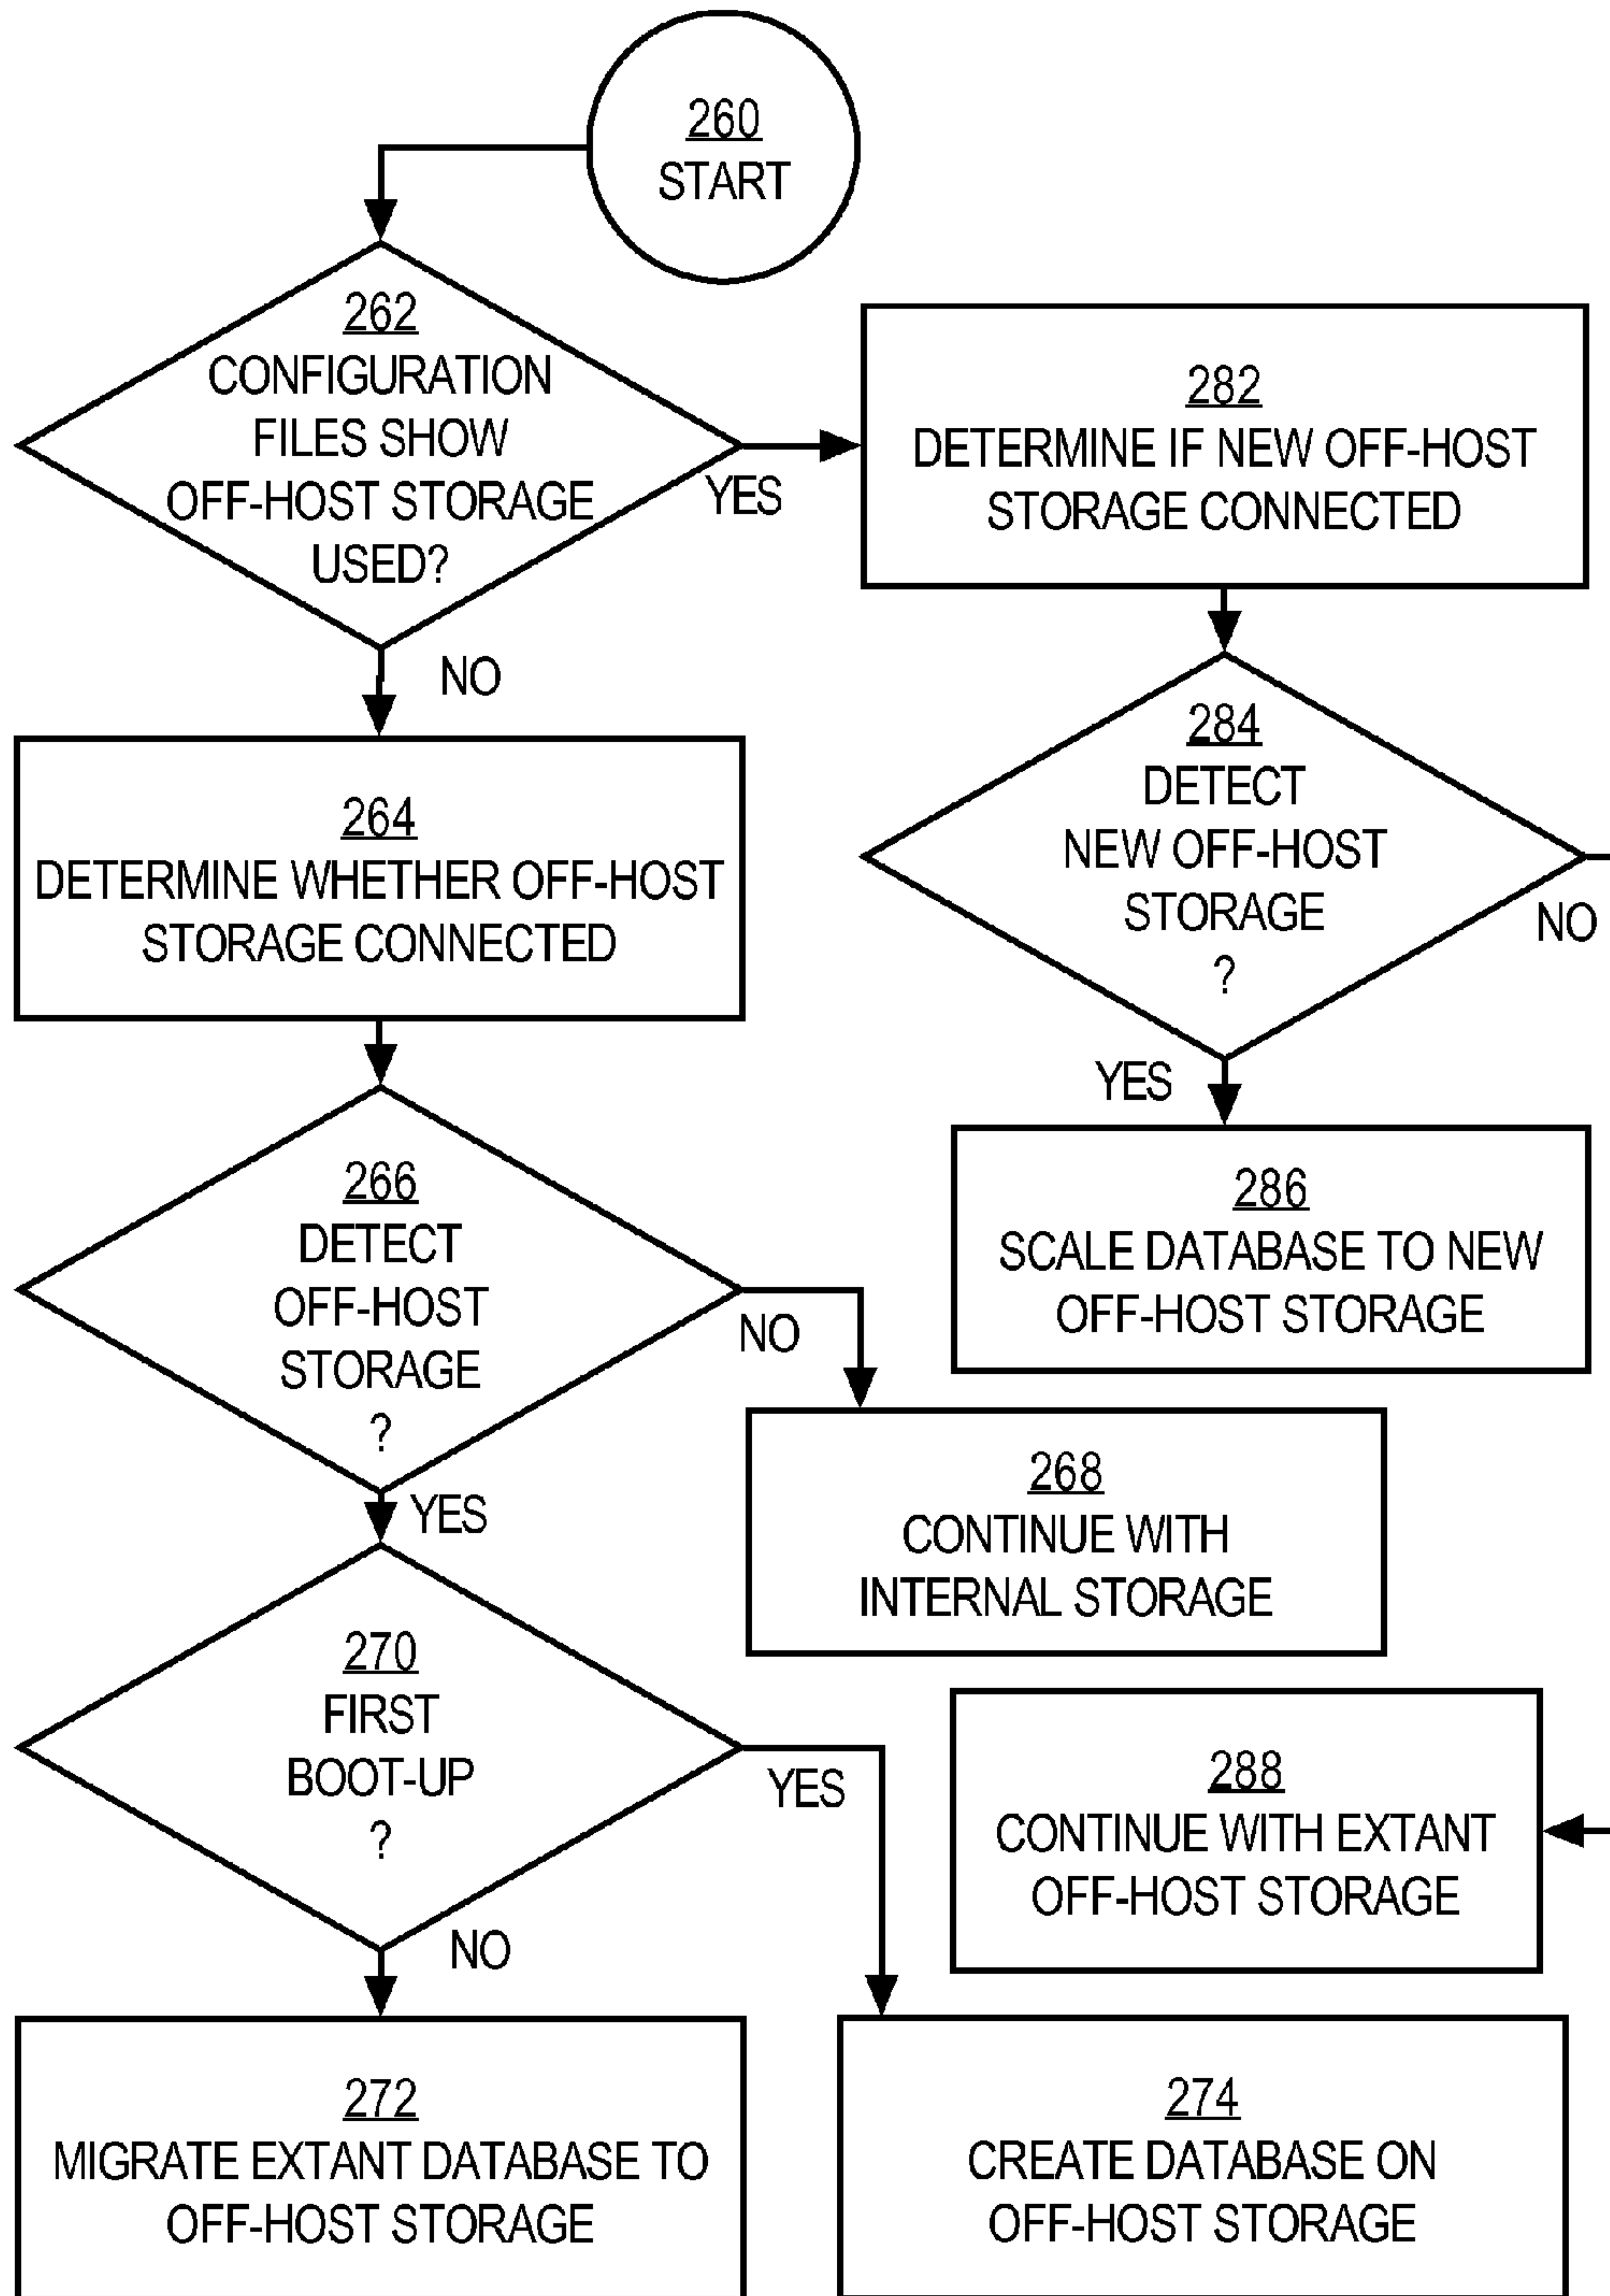 260
START
262
CONFIGURATION
FILES SHOW
OFF-HOST STORAGE
USED?
YES
NO
282
DETERMINE IF NEW OFF-HOST
STORAGE CONNECTED
264
DETERMINE WHETHER OFF-HOST
STORAGE CONNECTED
284
DETECT
NEW OFF-HOST
STORAGE
?
NO
YES
286
SCALE DATABASE TO NEW
OFF-HOST STORAGE
266
DETECT
OFF-HOST
STORAGE
?
NO
YES
268
CONTINUE WITH
INTERNAL STORAGE
270
FIRST
BOOT-UP
?
YES
NO
288
CONTINUE WITH EXTANT
OFF-HOST STORAGE
272
MIGRATE EXTANT DATABASE TO
OFF-HOST STORAGE
274
CREATE DATABASE ON
OFF-HOST STORAGE